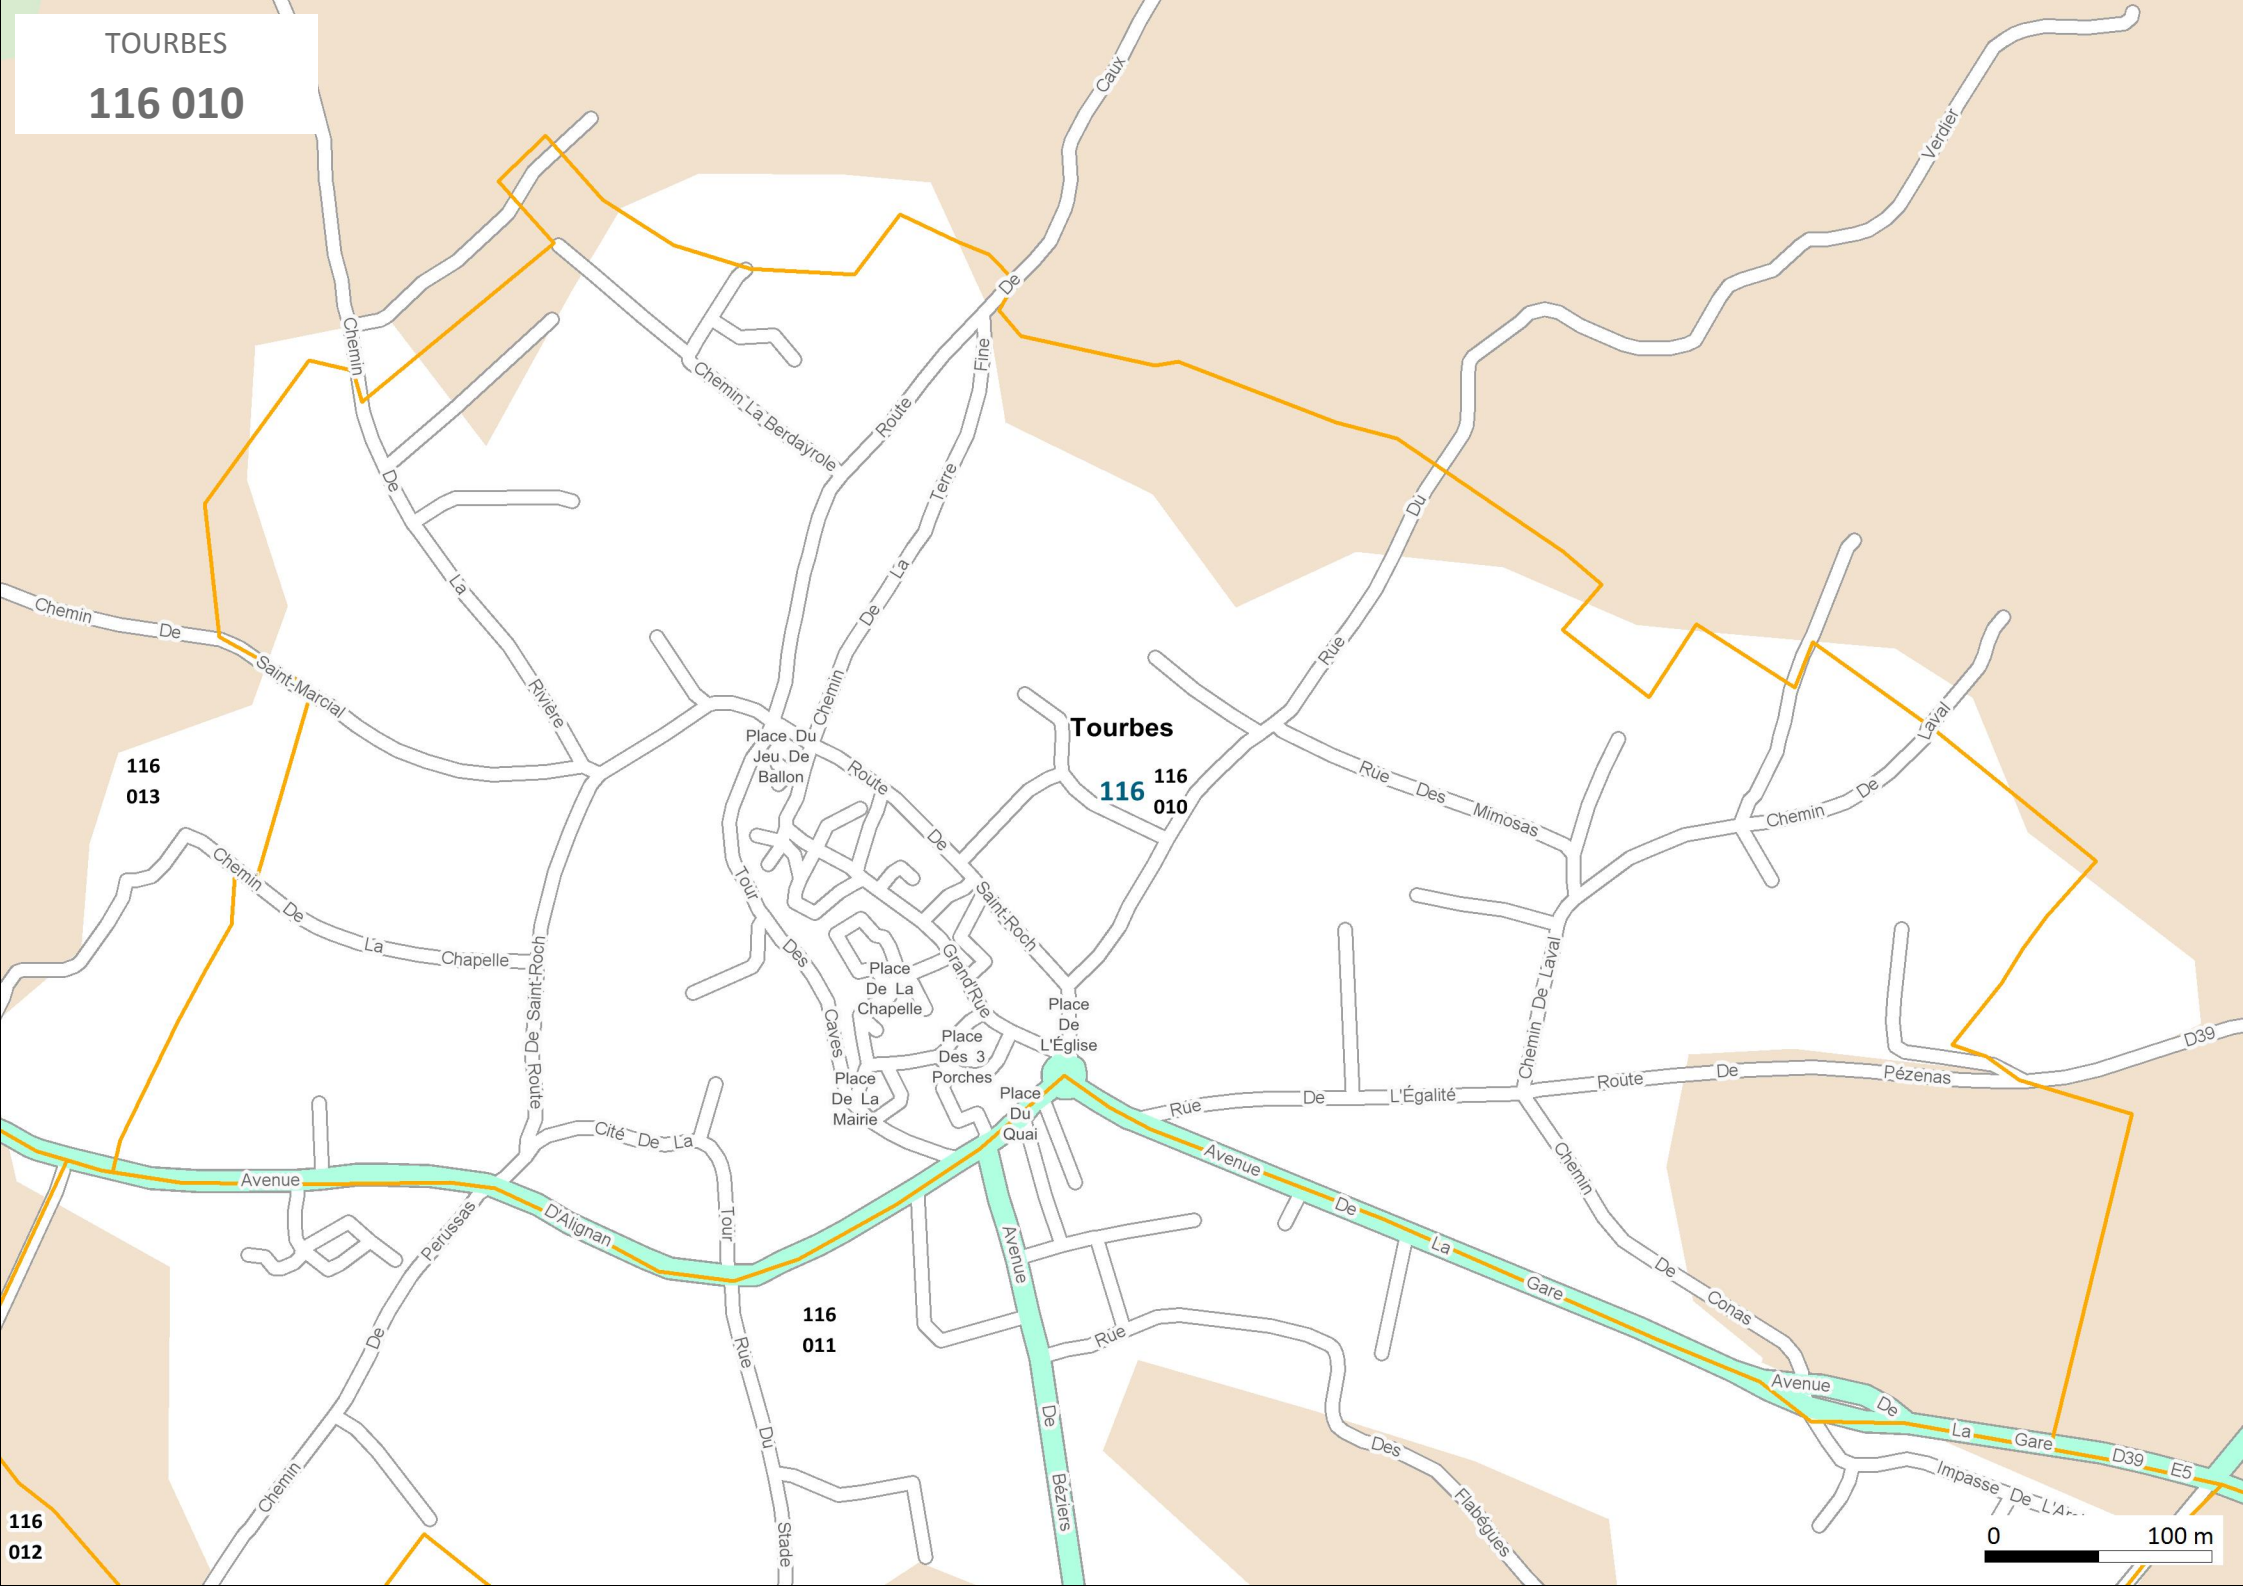 TOURBES
116 010
Caux
De
Route
Verdier
Du
Rue
Chemin
De
La
Rivière
Chemin La Berdayrole
Fine
Terre
La
De
Chemin
Chemin
De
Saint-Marcial
Tourbes
116
116
010
Place Du
Jeu De
Ballon
Route
De
Saint-Roch
116
013
Rue
Des
Mimosas
Chemin
De
Laval
Chemin
De
La
Chapelle
Tour
Des
Caves
Route De Saint-Roch
Grand'Rue
Place
De La
Chapelle
Place
De
L'Église
Place
Des 3
Porches
Place
De La
Mairie
Place
Du
Quai
Chemin De Laval
Rue
De
L'Égalité
Route
De
Pézenas
D39
Cité De La
Tour
Avenue
D'Alignan
Perussas
De
Chemin
Avenue
De
La
Gare
Chemin
De
Conas
Avenue
De
Béziers
116
011
Rue
Du
Stade
Rue
Des
Flabégues
Avenue
De
La
Gare
D39
E5
Impasse De
116
012
0
100 m